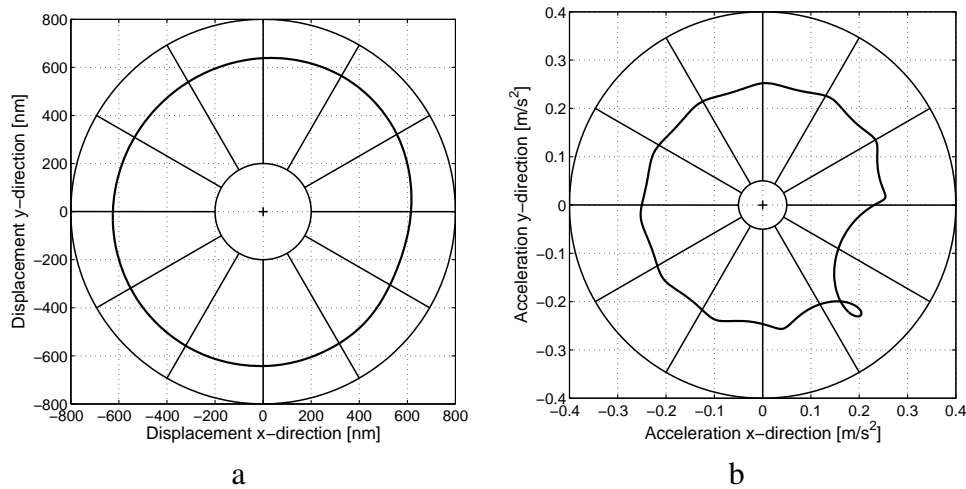 800
600
400
200
0
−200
−400
−600
−800
−800 −600 −400 −200 0 200 400 600 800
Displacement y−direction [nm]
Displacement x−direction [nm]
a
0.4
0.3
0.2
0.1
0
−0.1
−0.2
−0.3
−0.4
−0.4 −0.3 −0.2 −0.1 0 0.1 0.2 0.3 0.4
Acceleration y−direction [m/s²]
Acceleration x−direction [m/s²]
b